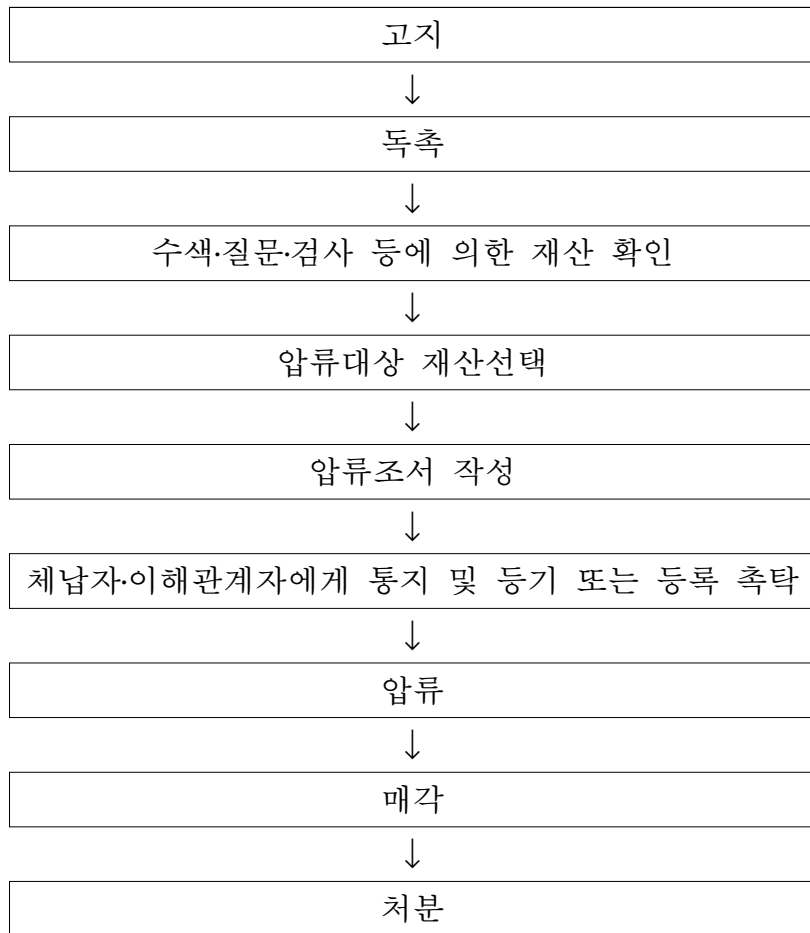 고지
↓
독촉
↓
수색·질문·검사 등에 의한 재산 확인
↓
압류대상 재산선택
↓
압류조서 작성
↓
체납자·이해관계자에게 통지 및 등기 또는 등록 촉탁
↓
압류
↓
매각
↓
처분